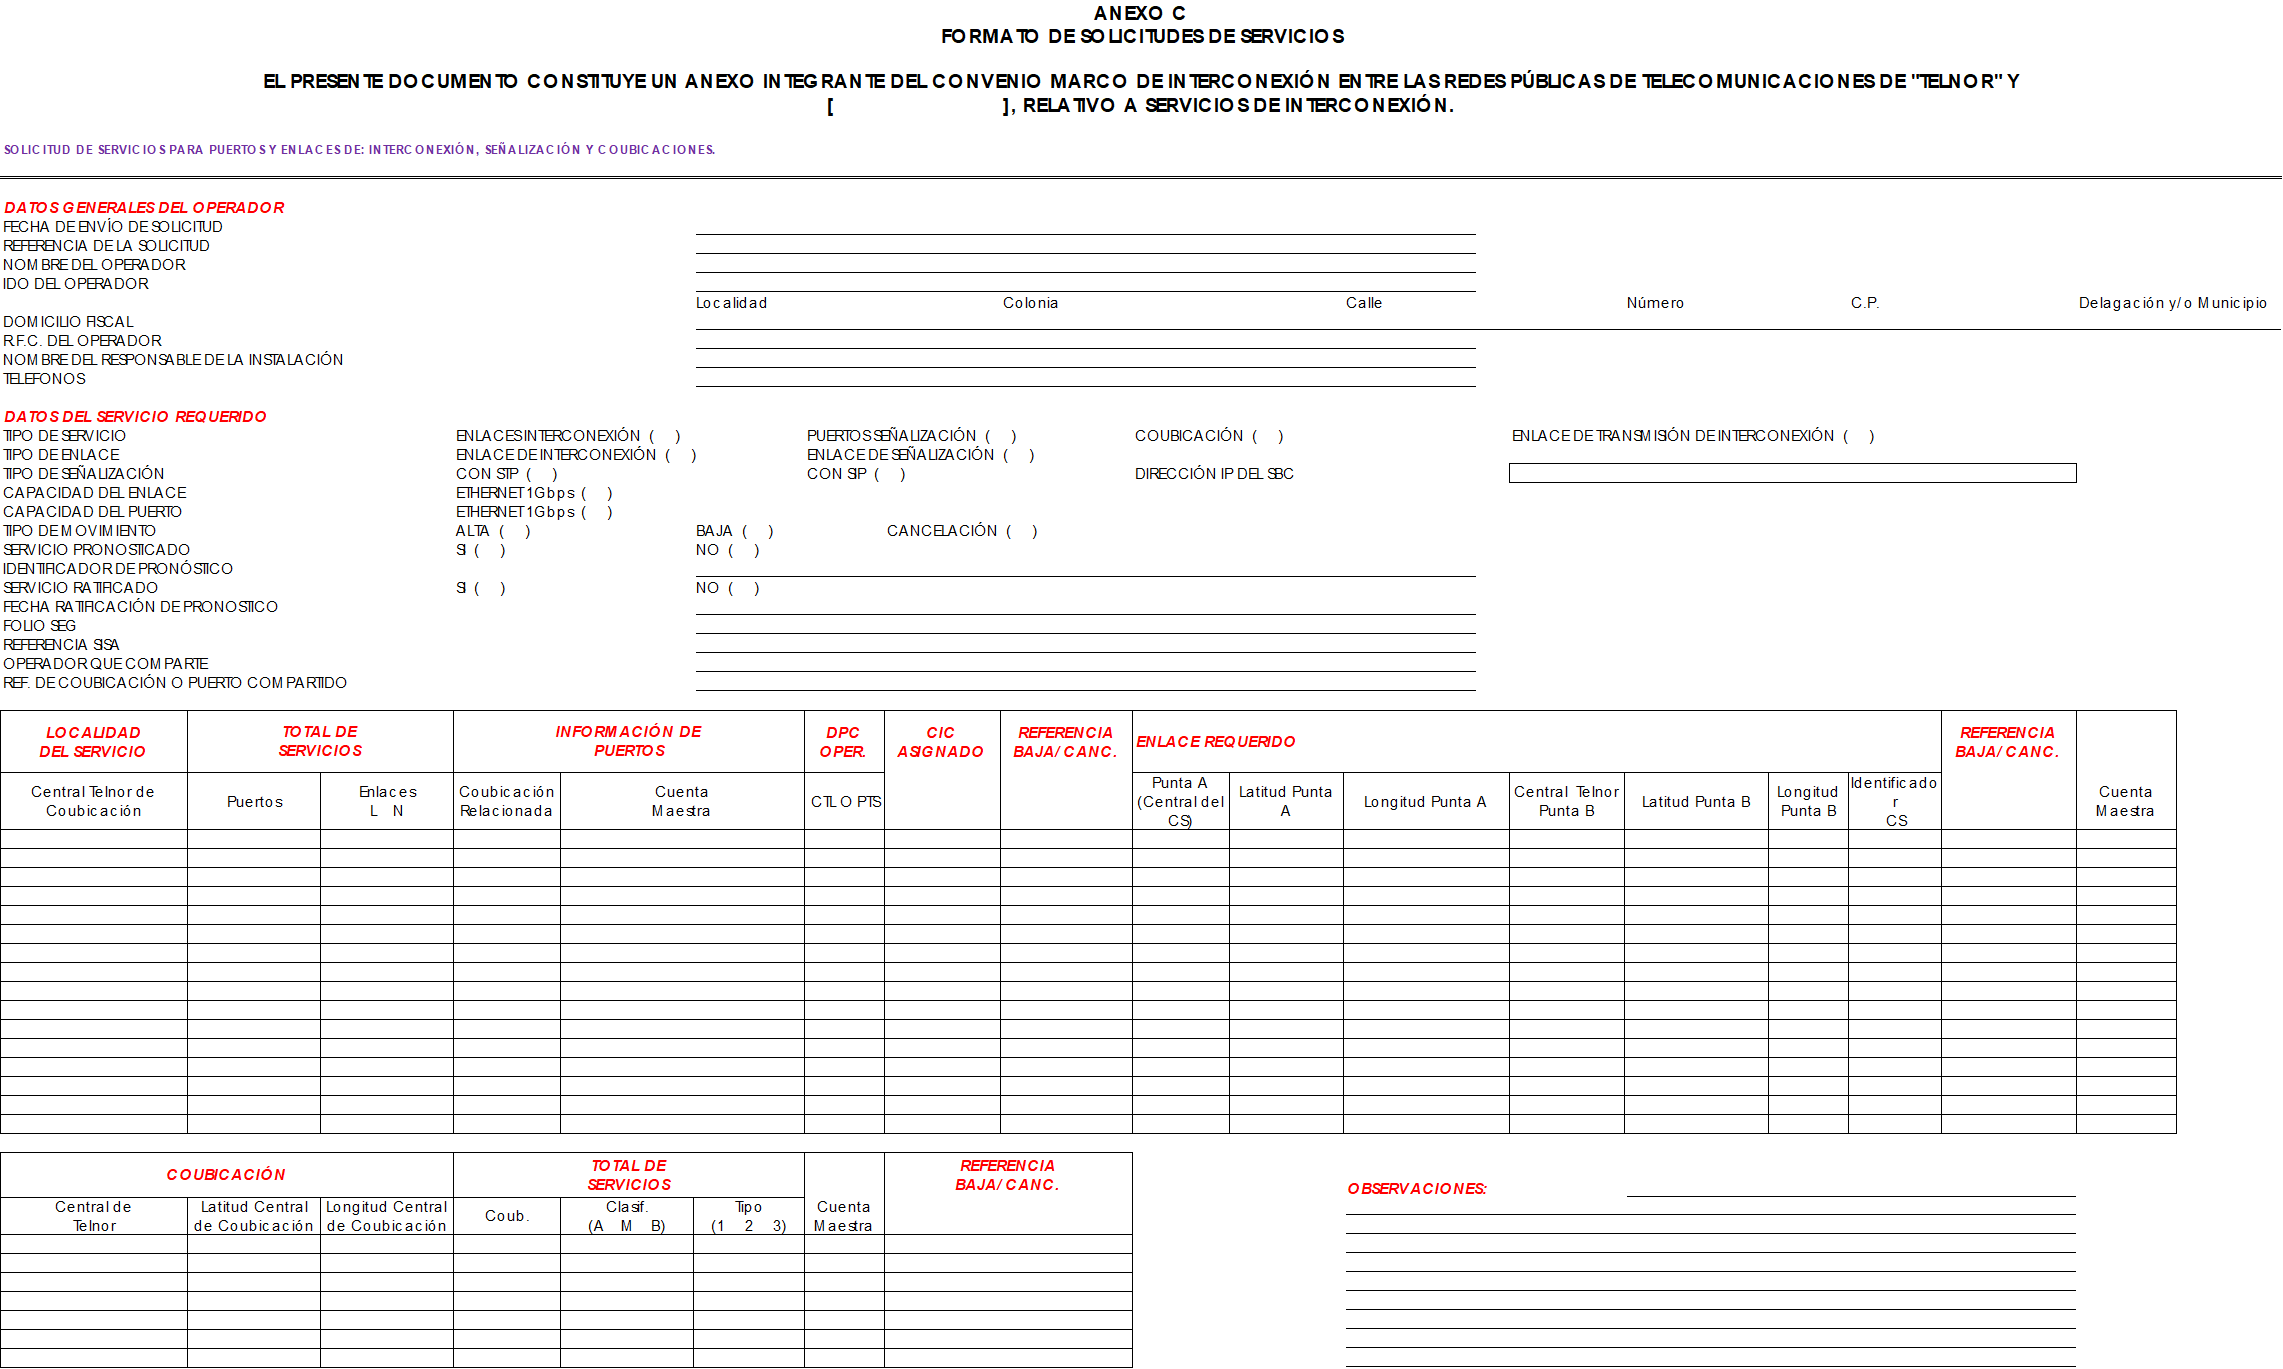 ANEXO C
FORMATO DE SOLICITUDES DE SERVICIOS
EL PRESENTE DOCUMENTO CONSTITUYE UN ANEXO INTEGRANTE DEL CONVENIO MARCO DE INTERCONEXIÓN ENTRE LAS REDES PÚBLICAS DE TELECOMUNICACIONES DE "TELNOR" Y
[ ], RELATIVO A SERVICIOS DE INTERCONEXIÓN.
SOLICITUD DE SERVICIOS PARA PUERTOS Y ENLACES DE: INTERCONEXIÓN, SEÑALIZACIÓN Y COUBICACIONES.
DATOS GENERALES DEL OPERADOR
FECHA DE ENVÍO DE SOLICITUD
REFERENCIA DE LA SOLICITUD
NOMBRE DEL OPERADOR
IDO DEL OPERADOR
Localidad Colonia Calle Número C.P. Delagación y/o Municipio
DOMICILIO FISCAL
R.F.C. DEL OPERADOR
NOMBRE DEL RESPONSABLE DE LA INSTALACIÓN
TELEFONOS
DATOS DEL SERVICIO REQUERIDO
TIPO DE SERVICIO ENLACES INTERCONEXIÓN ( ) PUERTOS SEÑALIZACIÓN ( ) COUBICACIÓN ( ) ENLACE DE TRANSMISIÓN DE INTERCONEXIÓN ( )
TIPO DE ENLACE ENLACE DE INTERCONEXIÓN ( ) ENLACE DE SEÑALIZACIÓN ( )
TIPO DE SEÑALIZACIÓN CON STP ( ) CON SIP ( ) DIRECCIÓN IP DEL SBC
CAPACIDAD DEL ENLACE ETHERNET 1Gbps ( )
CAPACIDAD DEL PUERTO ETHERNET 1Gbps ( )
TIPO DE MOVIMIENTO ALTA ( ) BAJA ( ) CANCELACIÓN ( )
SERVICIO PRONOSTICADO SI ( ) NO ( )
IDENTIFICADOR DE PRONÓSTICO
SERVICIO RATIFICADO SI ( ) NO ( )
FECHA RATIFICACIÓN DE PRONOSTICO
FOLIO SEG
REFERENCIA SISA
OPERADOR QUE COMPARTE
REF. DE COUBICACIÓN O PUERTO COMPARTIDO
LOCALIDAD
DEL SERVICIO
TOTAL DE
SERVICIOS
INFORMACIÓN DE
PUERTOS
DPC
OPER.
CIC
ASIGNADO
REFERENCIA
BAJA/ CANC.
ENLACE REQUERIDO
REFERENCIA
BAJA/ CANC.
Central Telnor de
Coubicación
Puertos
Enlaces
L N
Coubicación
Relacionada
Cuenta
Maestra
CTL O PTS
Punta A
(Central del
CS)
Latitud Punta
A
Longitud Punta A
Central Telnor
Punta B
Latitud Punta B
Longitud
Punta B
Identificado
r
CS
Cuenta
Maestra
COUBICACIÓN
TOTAL DE
SERVICIOS
REFERENCIA
BAJA/ CANC.
Central de
Telnor
Latitud Central
de Coubicación
Longitud Central
de Coubicación
Coub.
Clasif.
(A M B)
Tipo
(1 2 3)
Cuenta
Maestra
OBSERVACIONES: